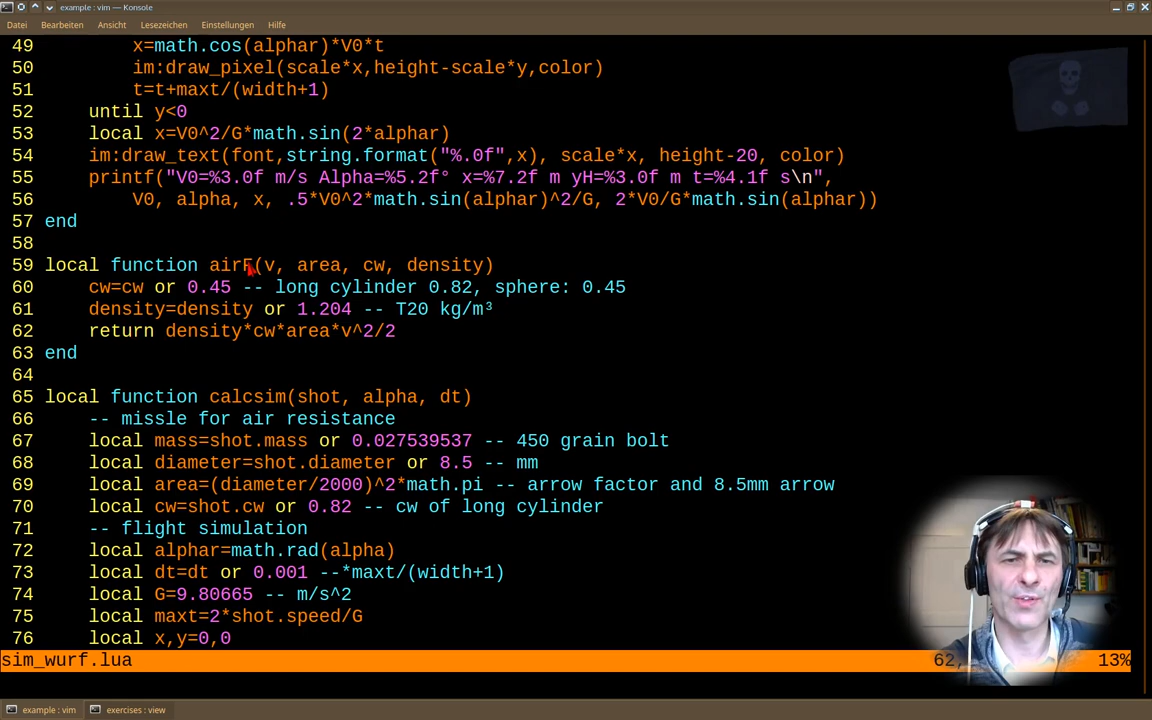 example : vim — Konsole
Datei Bearbeiten Ansicht Lesezeichen Einstellungen Hilfe
49 x=math.cos(alphar)*V0*t
50 im:draw_pixel(scale*x,height-scale*y,color)
51 t=t+maxt/(width+1)
52 until y<0
53 local x=V0^2/G*math.sin(2*alphar)
54 im:draw_text(font,string.format("%.0f",x), scale*x, height-20, color)
55 printf("V0=%3.0f m/s Alpha=%5.2f° x=%7.2f m yH=%3.0f m t=%4.1f s\n",
56 V0, alpha, x, .5*V0^2*math.sin(alphar)^2/G, 2*V0/G*math.sin(alphar))
57 end
58
59 local function airF(v, area, cw, density)
60 cw=cw or 0.45 -- long cylinder 0.82, sphere: 0.45
61 density=density or 1.204 -- T20 kg/m³
62 return density*cw*area*v^2/2
63 end
64
65 local function calcsim(shot, alpha, dt)
66 -- missle for air resistance
67 local mass=shot.mass or 0.027539537 -- 450 grain bolt
68 local diameter=shot.diameter or 8.5 -- mm
69 local area=(diameter/2000)^2*math.pi -- arrow factor and 8.5mm arrow
70 local cw=shot.cw or 0.82 -- cw of long cylinder
71 -- flight simulation
72 local alphar=math.rad(alpha)
73 local dt=dt or 0.001 --*maxt/(width+1)
74 local G=9.80665 -- m/s^2
75 local maxt=2*shot.speed/G
76 local x,y=0,0
sim_wurf.lua 62, 13%
example : vim exercises : view